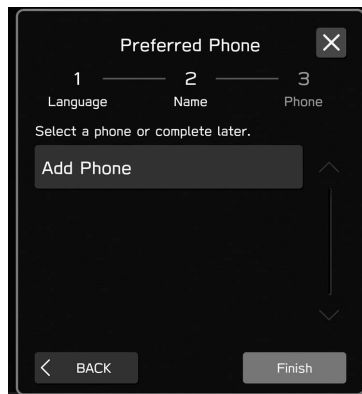 Preferred Phone
1 2 3
Language Name Phone
Select a phone or complete later.
Add Phone
BACK Finish